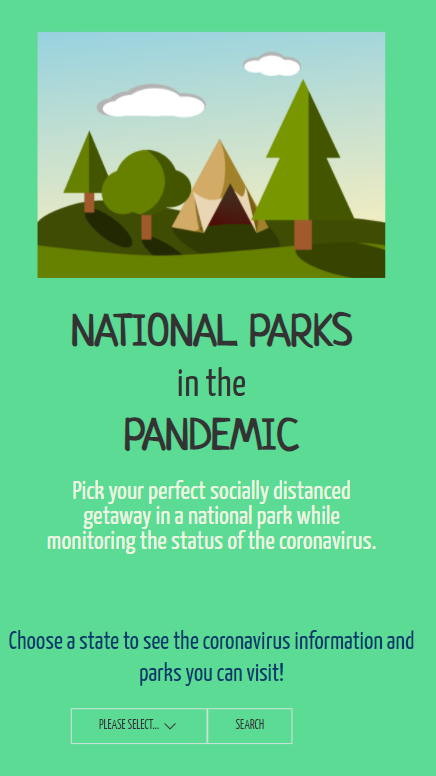 NATIONAL PARKS
in the
PANDEMIC
Pick your perfect socially distanced
getaway in a national park while
monitoring the status of the coronavirus.
Choose a state to see the coronavirus information and
parks you can visit!
PLEASE SELECT... SEARCH